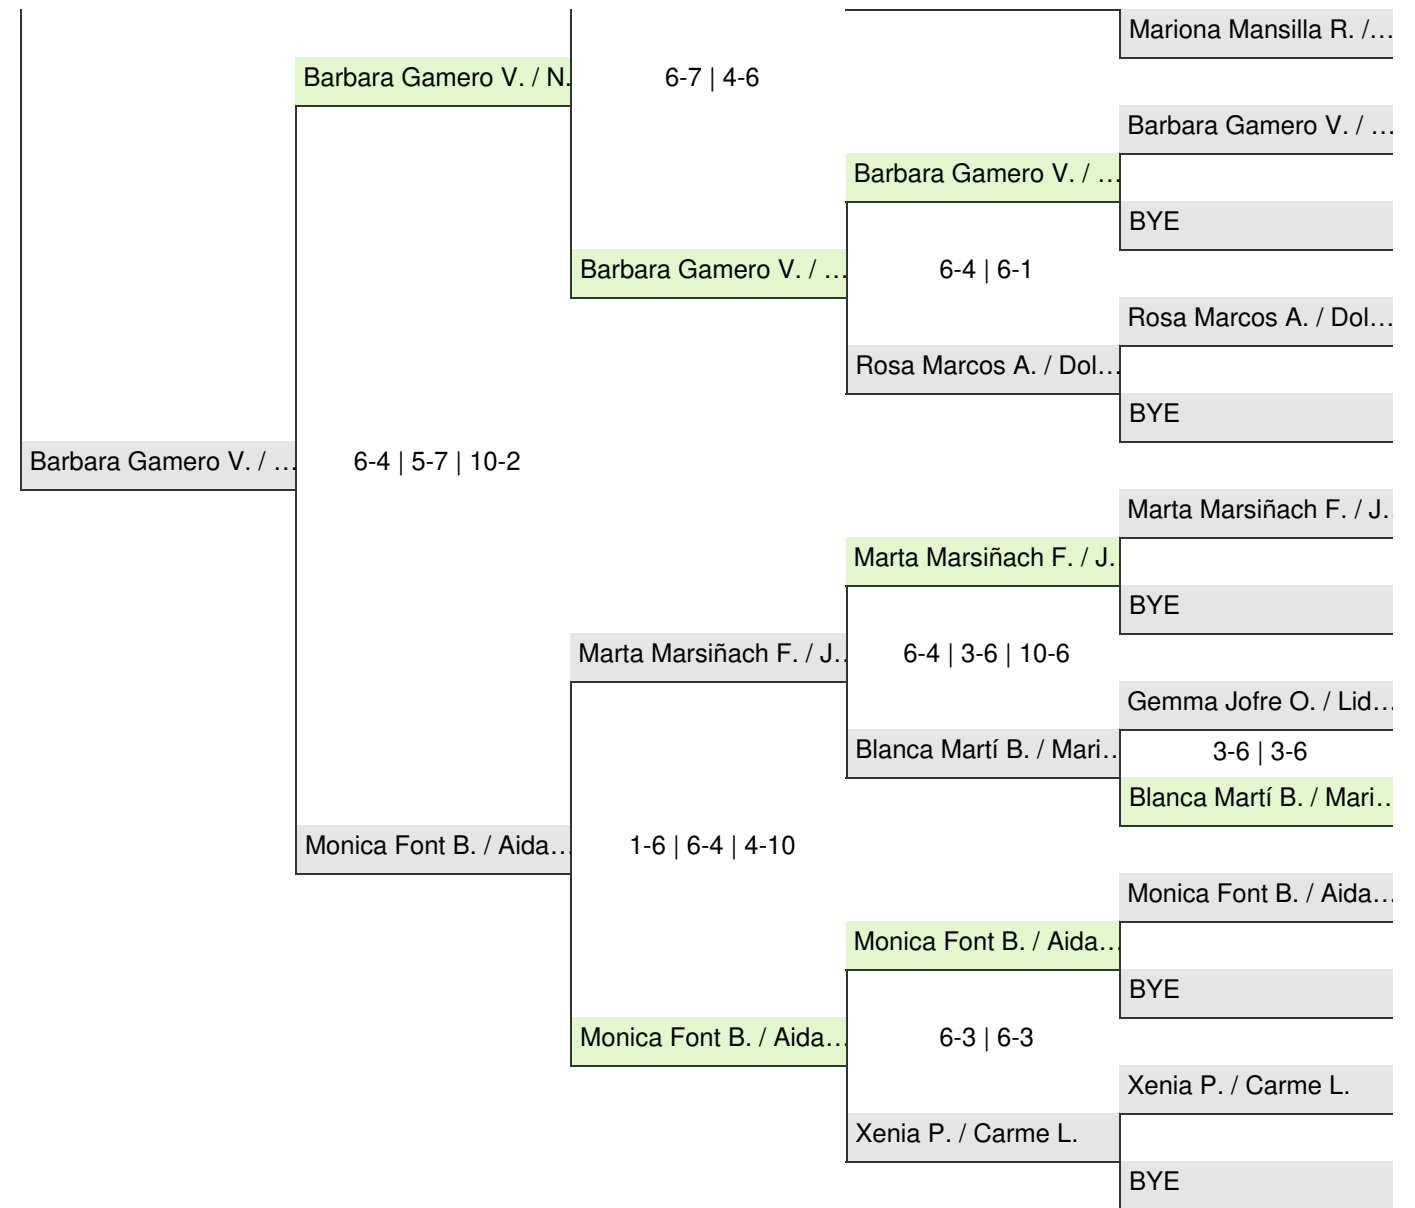 Mariona Mansilla R. /…
Barbara Gamero V. / N.
6-7 | 4-6
Barbara Gamero V. / …
Barbara Gamero V. / …
BYE
Barbara Gamero V. / …
6-4 | 6-1
Rosa Marcos A. / Dol…
Rosa Marcos A. / Dol…
BYE
Barbara Gamero V. / …
6-4 | 5-7 | 10-2
Marta Marsiñach F. / J.
Marta Marsiñach F. / J.
BYE
Marta Marsiñach F. / J..
6-4 | 3-6 | 10-6
Gemma Jofre O. / Lid…
Blanca Martí B. / Mari…
3-6 | 3-6
Blanca Martí B. / Mari…
Monica Font B. / Aida…
1-6 | 6-4 | 4-10
Monica Font B. / Aida…
Monica Font B. / Aida…
BYE
Monica Font B. / Aida…
6-3 | 6-3
Xenia P. / Carme L.
Xenia P. / Carme L.
BYE